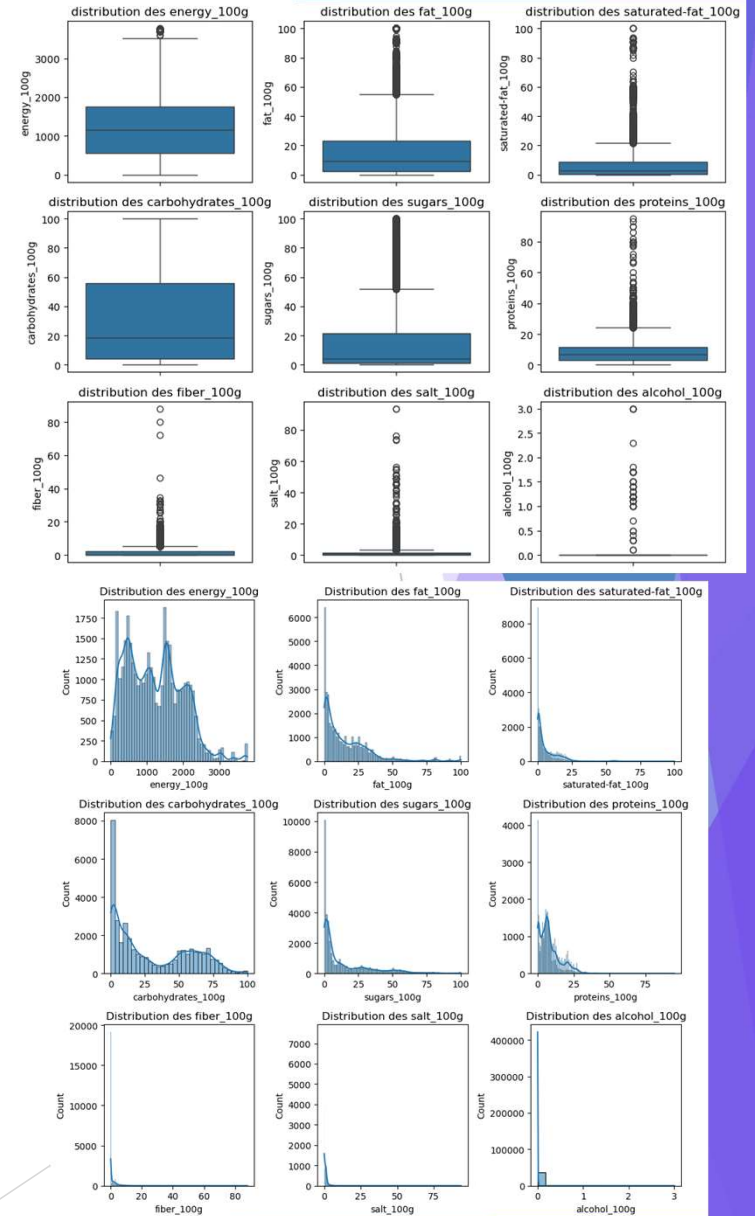 distribution des energy_100g
distribution des fat_100g
distribution des saturated-fat_100g
energy_100g
3000
2000
1000
0
fat_100g
100
80
60
40
20
0
saturated-fat_100g
100
80
60
40
20
0
distribution des carbohydrates_100g
distribution des sugars_100g
distribution des proteins_100g
carbohydrates_100g
100
80
60
40
20
0
sugars_100g
100
80
60
40
20
0
proteins_100g
80
60
40
20
0
distribution des fiber_100g
distribution des salt_100g
distribution des alcohol_100g
fiber_100g
80
60
40
20
0
salt_100g
80
60
40
20
0
alcohol_100g
3.0
2.5
2.0
1.5
1.0
0.5
0.0
Distribution des energy_100g
Distribution des fat_100g
Distribution des saturated-fat_100g
Count
1750
1500
1250
1000
750
500
250
0
0 1000 2000 3000
energy_100g
Count
6000
5000
4000
3000
2000
1000
0
0 25 50 75 100
fat_100g
Count
8000
6000
4000
2000
0
0 25 50 75 100
saturated-fat_100g
Distribution des carbohydrates_100g
Distribution des sugars_100g
Distribution des proteins_100g
Count
8000
6000
4000
2000
0
0 25 50 75 100
carbohydrates_100g
Count
10000
8000
6000
4000
2000
0
0 25 50 75 100
sugars_100g
Count
4000
3000
2000
1000
0
0 25 50 75
proteins_100g
Distribution des fiber_100g
Distribution des salt_100g
Distribution des alcohol_100g
Count
20000
15000
10000
5000
0
0 20 40 60 80
fiber_100g
Count
7000
6000
5000
4000
3000
2000
1000
0
0 25 50 75
salt_100g
Count
400000
300000
200000
100000
0
0 1 2 3
alcohol_100g